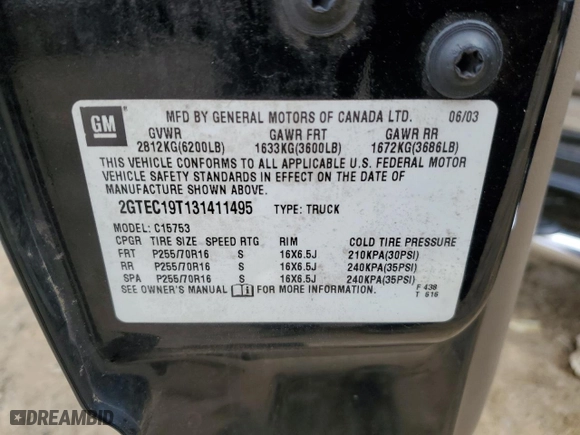 GM
MFD BY GENERAL MOTORS OF CANADA LTD. 06/03
GVWR GAWR FRT GAWR RR
2812KG(6200LB) 1633KG(3600LB) 1672KG(3686LB)
THIS VEHICLE CONFORMS TO ALL APPLICABLE U.S. FEDERAL MOTOR
VEHICLE SAFETY STANDARDS IN EFFECT ON THE DATE OF
MANUFACTURE SHOWN ABOVE.
2GTEC19T131411495 TYPE: TRUCK
MODEL: C15753
CPGR TIRE SIZE SPEED RTG RIM COLD TIRE PRESSURE
FRT P255/70R16 S 16X6.5J 210KPA(30PSI)
RR P255/70R16 S 16X6.5J 240KPA(35PSI)
SPA P255/70R16 S 16X6.5J 240KPA(35PSI)
SEE OWNER'S MANUAL FOR MORE INFORMATION.
F 438
T 616
DREAMBID